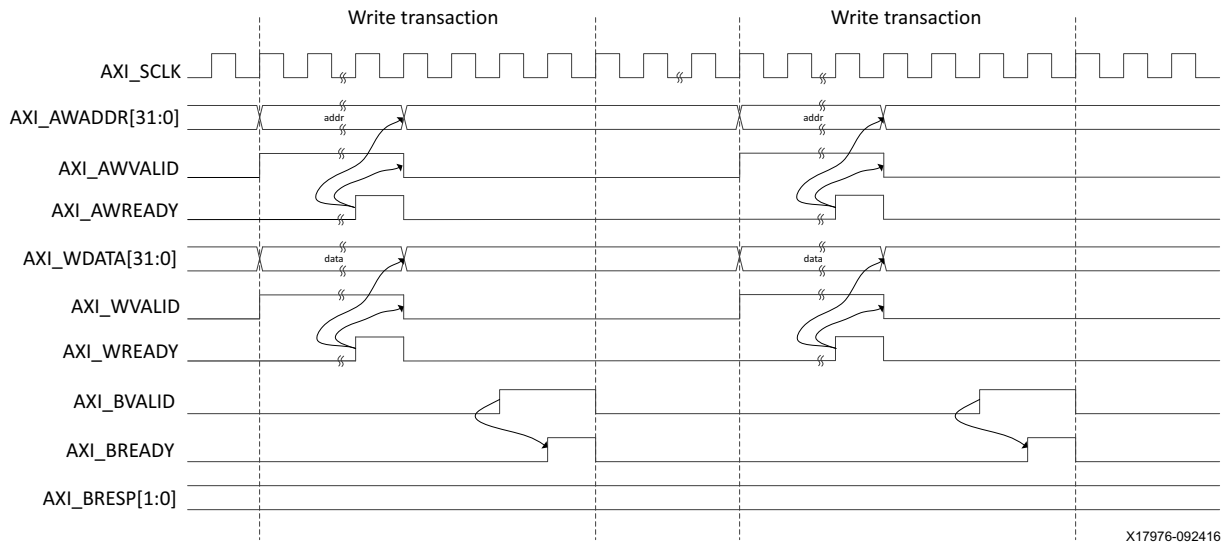 Write transaction Write transaction
AXI_SCLK
AXI_AWADDR[31:0] addr addr
AXI_AWVALID
AXI_AWREADY
AXI_WDATA[31:0] data data
AXI_WVALID
AXI_WREADY
AXI_BVALID
AXI_BREADY
AXI_BRESP[1:0]
X17976-092416